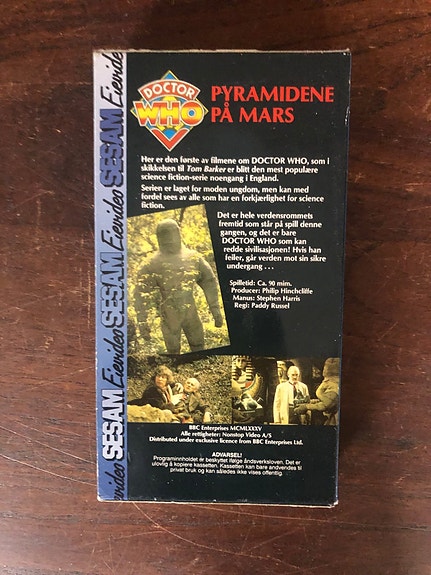 DOCTOR
WHO
PYRAMIDENE
PÅ MARS
Her er den første av filmene om DOCTOR WHO, som i
skikkelsen til Tom Barker er blitt den mest populære
science fiction-serie noengang i England.
Serien er laget for moden ungdom, men kan med
fordel sees av alle som har en forkjærlighet for science
fiction.
Det er hele verdensrommets
fremtid som står på spill denne
gangen, og det er bare
DOCTOR WHO som kan
redde sivilisasjonen! Hvis han
feiler, går verden mot sin sikre
undergang . . .
Spilletid: Ca. 90 mim.
Producer: Philip Hinchcliffe
Manus: Stephen Harris
Regi: Paddy Russel
BBC Enterprises MCMLXXXV
Alle rettigheter: Nonstop Video A/S
Distributed under exclusive licence from BBC Enterprises Ltd.
ADVARSEL!
Programinnholdet er beskyttet ifølge åndsverksloven. Det er
ulovlig å kopiere kassetten. Kassetten kan bare andvendes til
privat bruk og kan således ikke vises offentlig.
SESAM Eievideo SESAM Eievideo SESAM Eievide